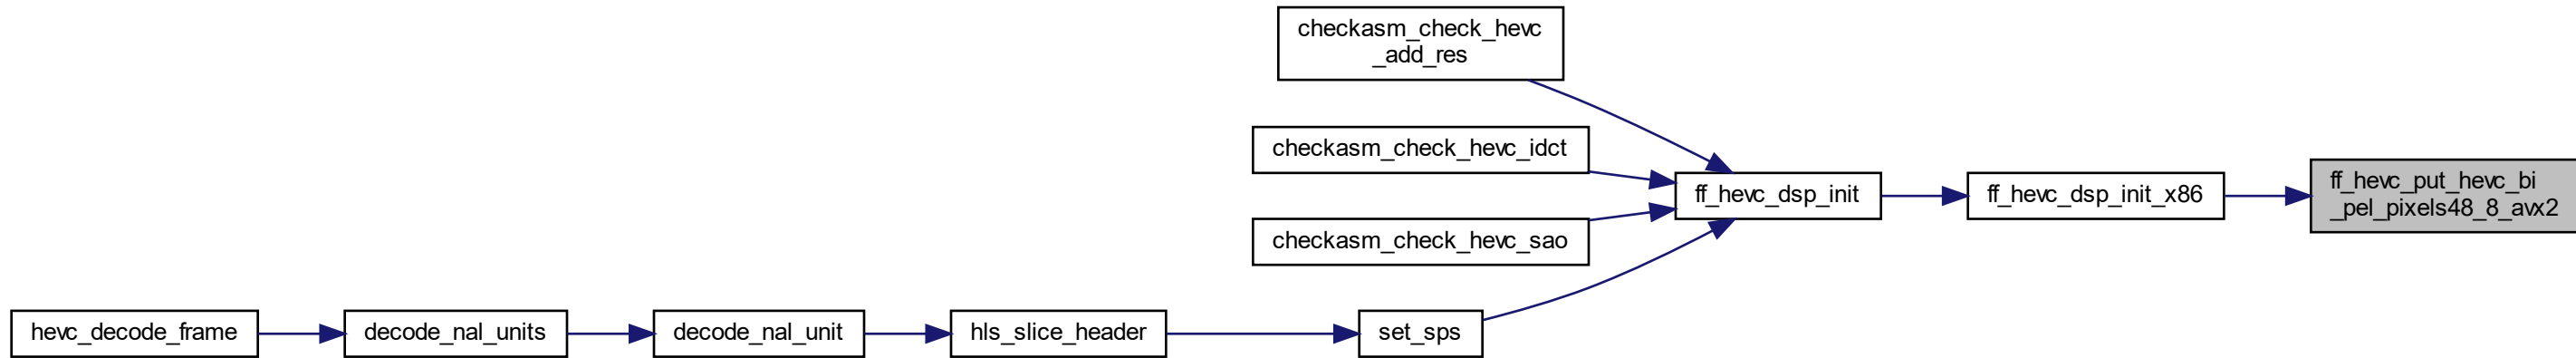 checkasm_check_hevc
_add_res
checkasm_check_hevc_idct
ff_hevc_dsp_init
ff_hevc_dsp_init_x86
ff_hevc_put_hevc_bi
_pel_pixels48_8_avx2
checkasm_check_hevc_sao
hevc_decode_frame
decode_nal_units
decode_nal_unit
hls_slice_header
set_sps